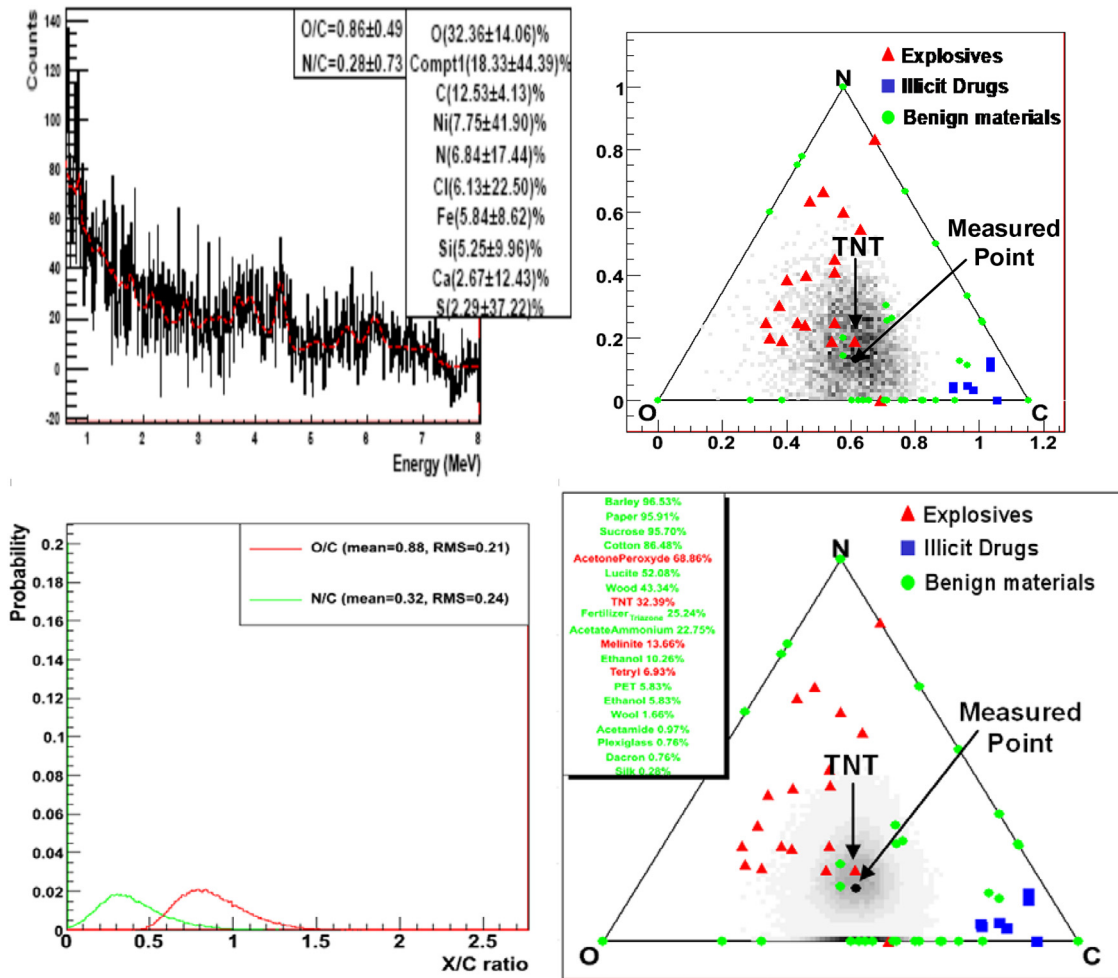 Counts
140
120
100
80
60
40
20
0
-20
1
2
3
4
5
6
7
8
Energy (MeV)
O/C=0.86±0.49
N/C=0.28±0.73
O(32.36±14.06)%
Compt1(18.33±44.39)%
C(12.53±4.13)%
Ni(7.75±41.90)%
N(6.84±17.44)%
Cl(6.13±22.50)%
Fe(5.84±8.62)%
Si(5.25±9.96)%
Ca(2.67±12.43)%
S(2.29±37.22)%
Explosives
Illicit Drugs
Benign materials
N
1
0.8
0.6
0.4
0.2
0
TNT
Measured
Point
O
C
0
0.2
0.4
0.6
0.8
1
1.2
Probability
0.2
0.18
0.16
0.14
0.12
0.1
0.08
0.06
0.04
0.02
0
O/C (mean=0.88, RMS=0.21)
N/C (mean=0.32, RMS=0.24)
0
0.5
1
1.5
2
2.5
X/C ratio
Barley 96.53%
Paper 95.91%
Sucrose 95.70%
Cotton 86.48%
AcetonePeroxyde 68.86%
Lucite 52.08%
Wood 43.34%
TNT 32.39%
Fertilizer Triazone 25.24%
AcetateAmmonium 22.75%
Melinite 13.66%
Ethanol 10.26%
Tetryl 6.93%
PET 5.83%
Ethanol 5.83%
Wool 1.66%
Acetamide 0.97%
Plexiglass 0.76%
Dacron 0.76%
Silk 0.28%
Explosives
Illicit Drugs
Benign materials
N
Measured
Point
TNT
O
C